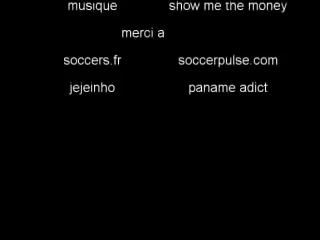 musique show me the money
merci a
soccers.fr soccerpulse.com
jejeinho paname adict